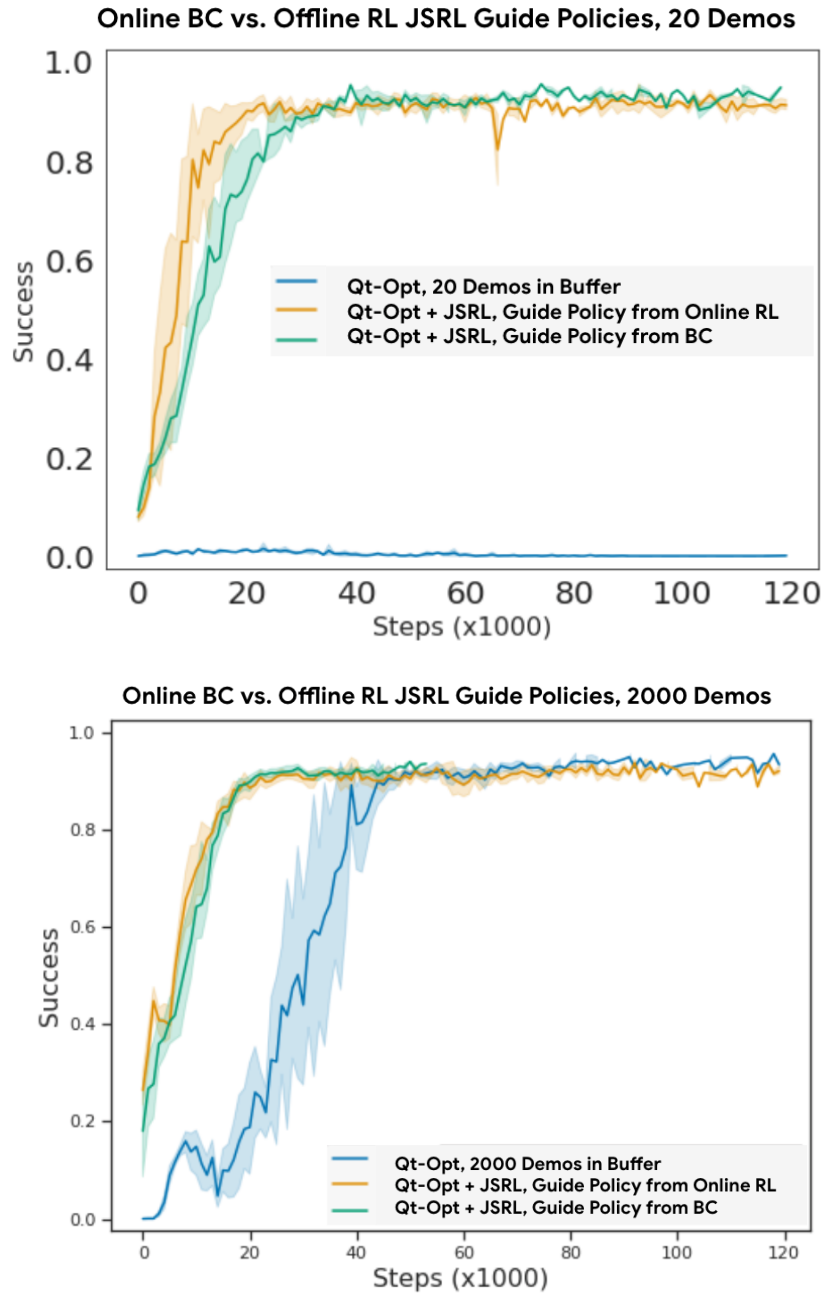 Online BC vs. Offline RL JSRL Guide Policies, 20 Demos
1.0
0.8
0.6
0.4
0.2
0.0
Success
Qt-Opt, 20 Demos in Buffer
Qt-Opt + JSRL, Guide Policy from Online RL
Qt-Opt + JSRL, Guide Policy from BC
0 20 40 60 80 100 120
Steps (x1000)
Online BC vs. Offline RL JSRL Guide Policies, 2000 Demos
1.0
0.8
0.6
0.4
0.2
0.0
Success
Qt-Opt, 2000 Demos in Buffer
Qt-Opt + JSRL, Guide Policy from Online RL
Qt-Opt + JSRL, Guide Policy from BC
0 20 40 60 80 100 120
Steps (x1000)